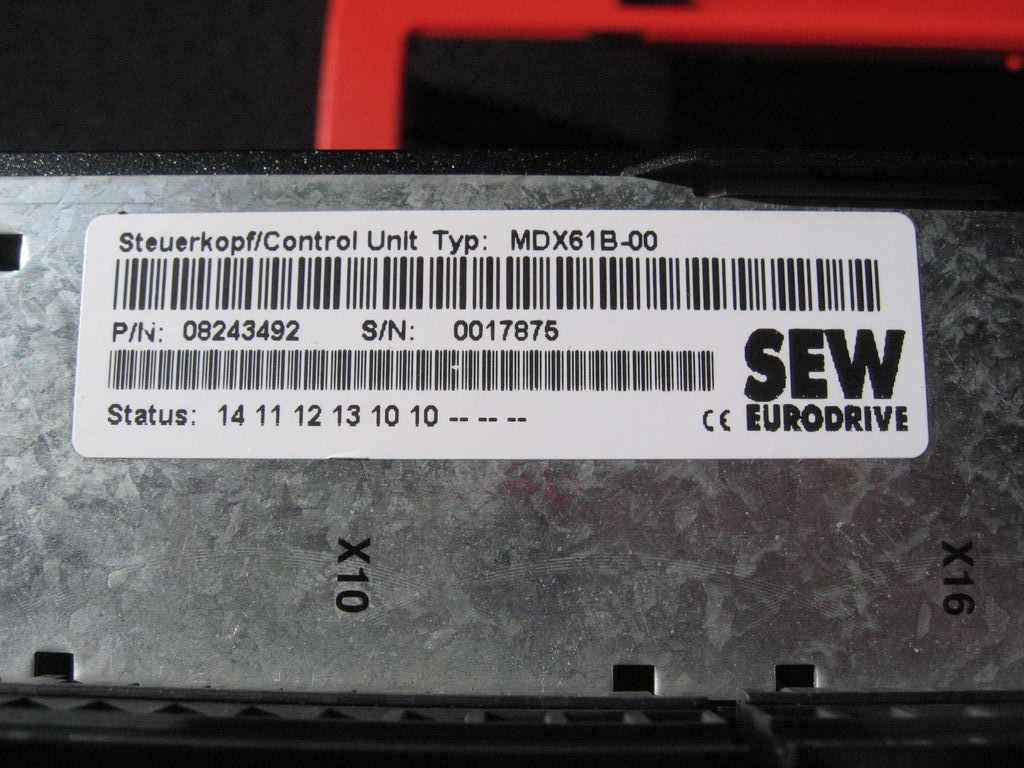 Steuerkopf/Control Unit Typ: MDX61B-00
P/N: 08243492 S/N: 0017875
SEW
EURODRIVE
Status: 14 11 12 13 10 10 -- -- --
CE
X10
X16